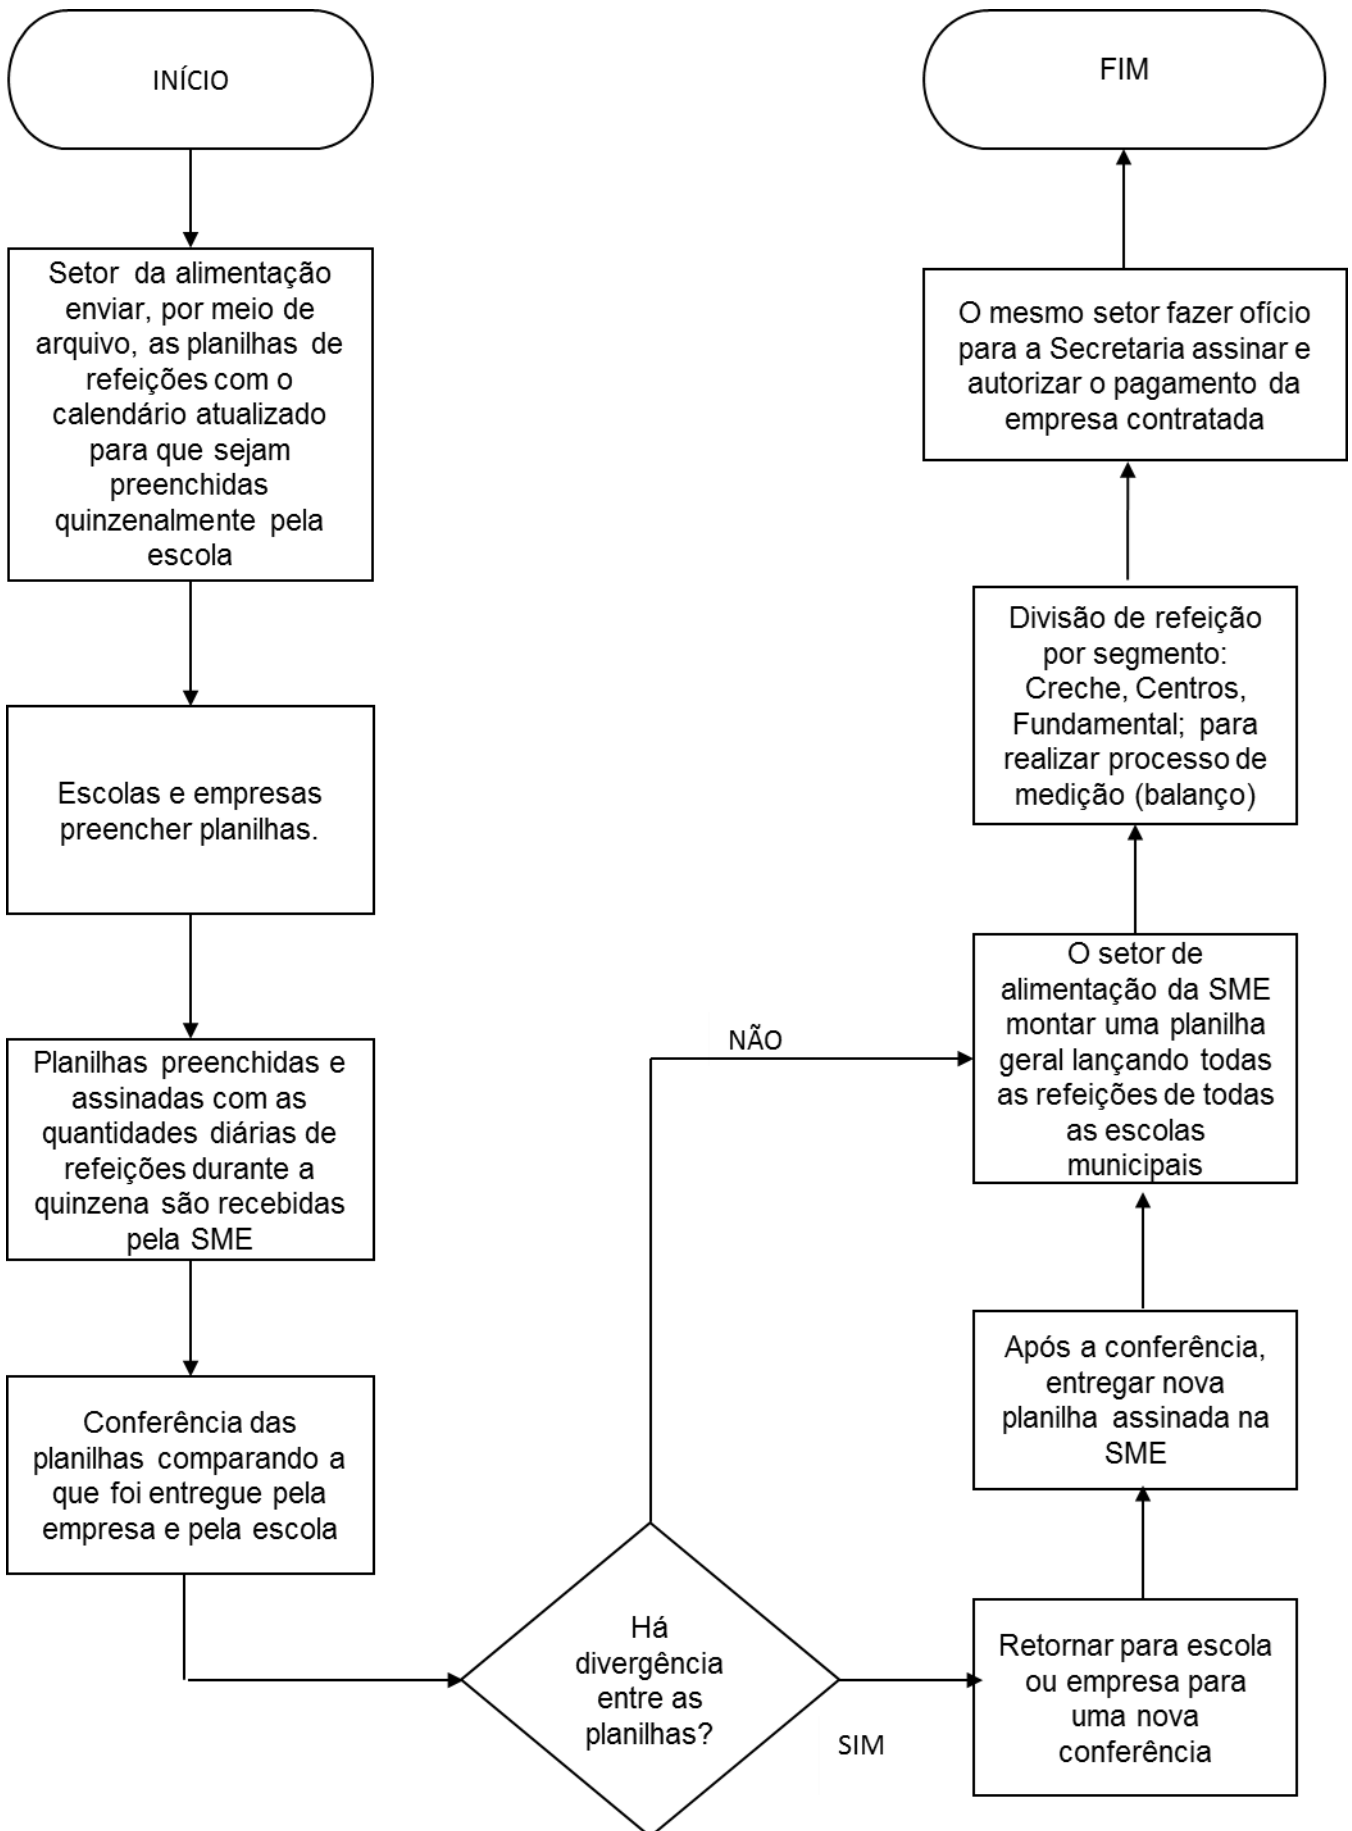 INÍCIO
Setor da alimentação
enviar, por meio de
arquivo, as planilhas de
refeições com o
calendário atualizado
para que sejam
preenchidas
quinzenalmente pela
escola
Escolas e empresas
preencher planilhas.
Planilhas preenchidas e
assinadas com as
quantidades diárias de
refeições durante a
quinzena são recebidas
pela SME
Conferência das
planilhas comparando a
que foi entregue pela
empresa e pela escola
Há
divergência
entre as
planilhas?
NÃO
SIM
Retornar para escola
ou empresa para
uma nova
conferência
Após a conferência,
entregar nova
planilha assinada na
SME
O setor de
alimentação da SME
montar uma planilha
geral lançando todas
as refeições de todas
as escolas
municipais
Divisão de refeição
por segmento:
Creche, Centros,
Fundamental; para
realizar processo de
medição (balanço)
O mesmo setor fazer ofício
para a Secretaria assinar e
autorizar o pagamento da
empresa contratada
FIM